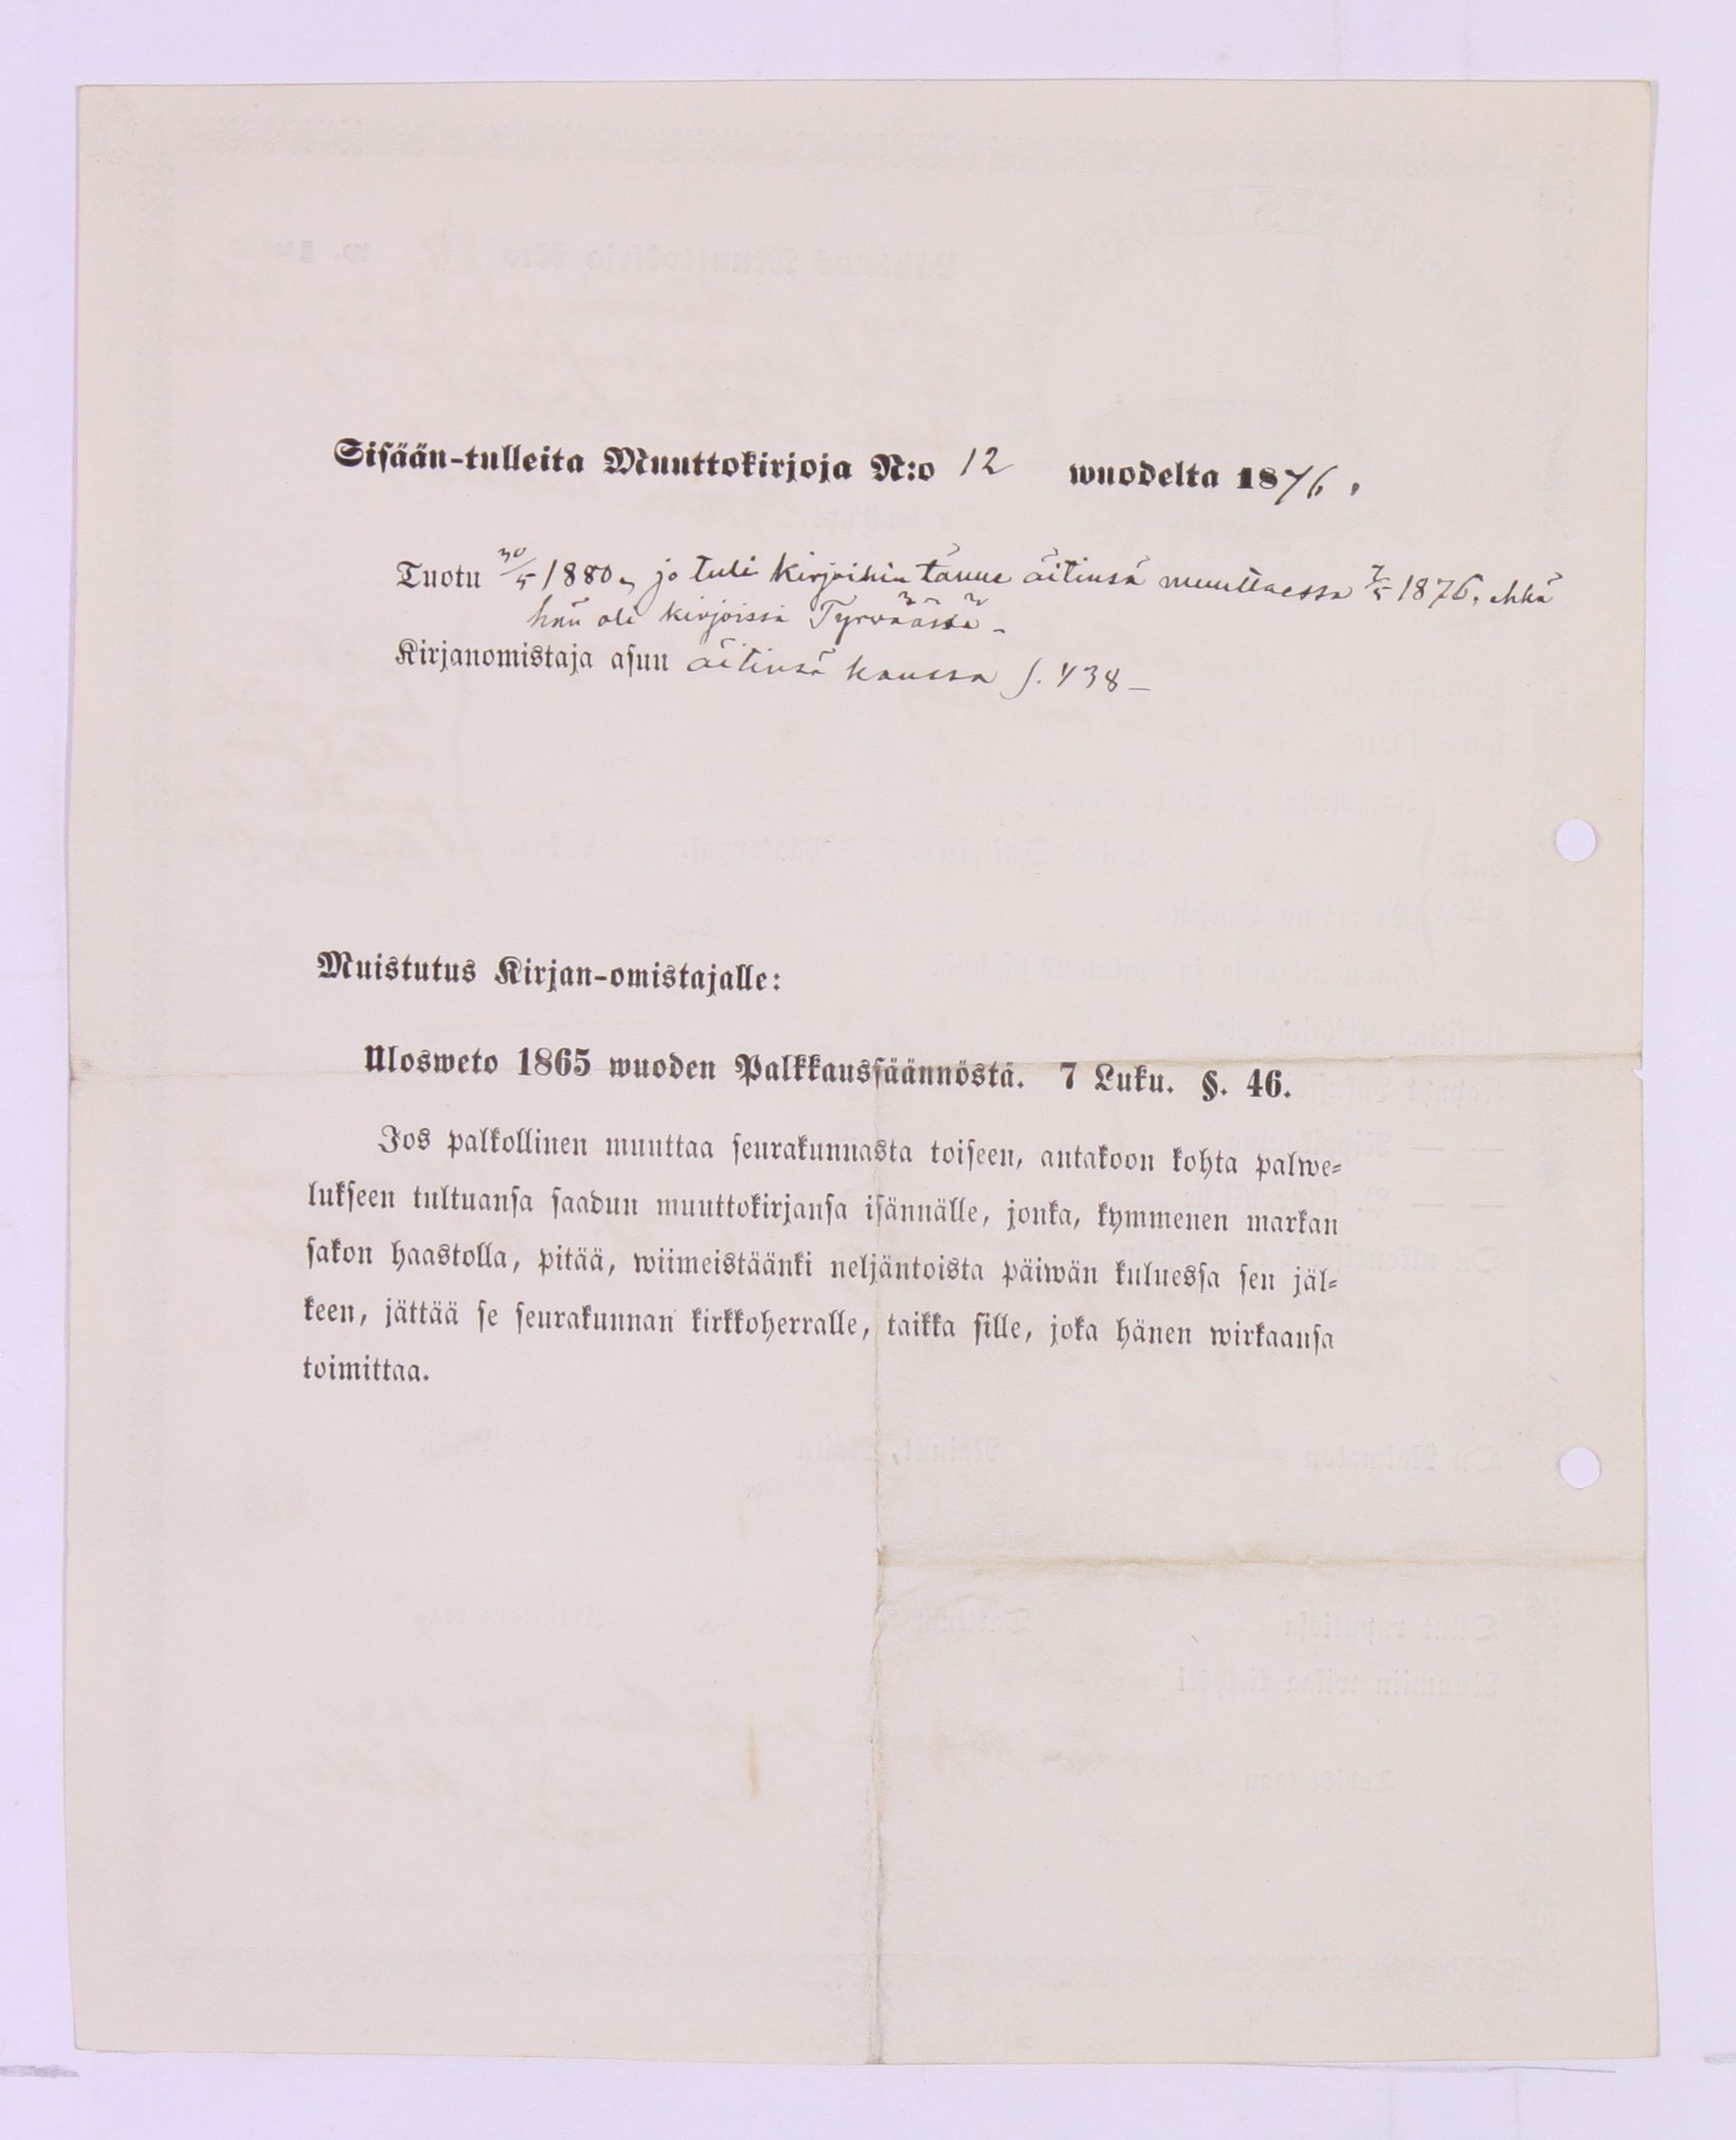 Sisään-tulleita Muuttokirjoja N:o 12 wuodelta 1876.
Tuotu 30/5 1880, jo tuli kirjoihin tänne äitinsä muuttaessa 7/5 1876, ehkä
hän oli kirjoissa Tyrväässä -
Kirjanomistaja asuu äitinsä kanssa S. 438 -
Muistutus Kirjan-omistajalle:
Ulosweto 1865 wuoden Palkkaussäännöstä. 7 Luku. §. 46.
Jos palkollinen muuttaa seurakunnasta toiseen, antakoon kohta palwe-
lukseen tultuansa saadun muuttokirjansa isännälle, jonka, kymmenen markan
sakon haastolla, pitää, wiimeistäänki neljäntoista päiwän kuluessa sen jäl-
keen, jättää se seurakunnan kirkkoherralle, taikka sille, joka hänen wirkaansa
toimittaa.